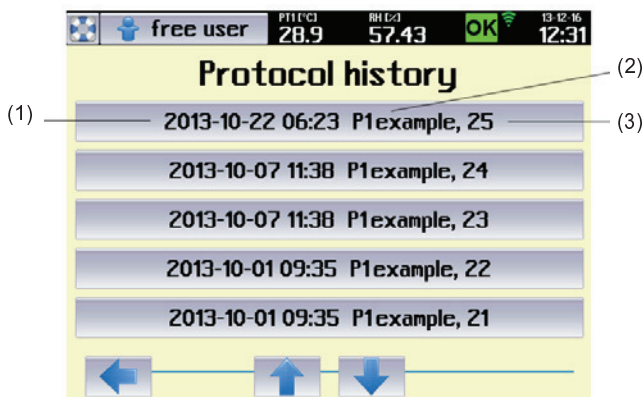 free user PT1 [°C] RH [%] 13-12-16
28.9 57.43 OK 12:31
Protocol history
(2)
(1) 2013-10-22 06:23 P1example, 25 (3)
2013-10-07 11:38 P1example, 24
2013-10-07 11:38 P1example, 23
2013-10-01 09:35 P1example, 22
2013-10-01 09:35 P1example, 21